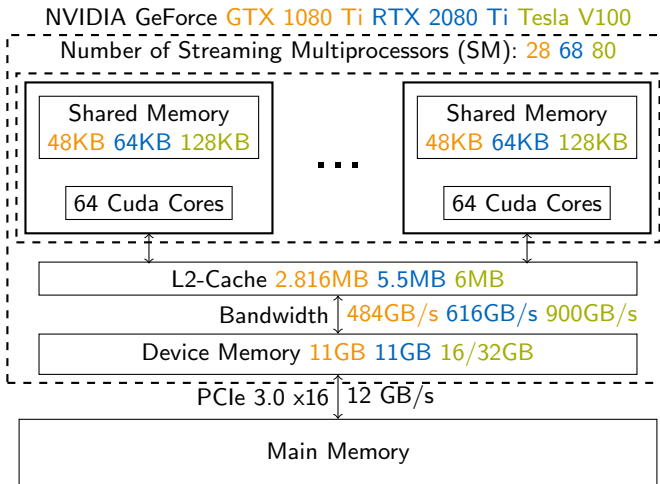 NVIDIA GeForce GTX 1080 Ti RTX 2080 Ti Tesla V100
Number of Streaming Multiprocessors (SM): 28 68 80
Shared Memory
48KB 64KB 128KB
64 Cuda Cores
...
Shared Memory
48KB 64KB 128KB
64 Cuda Cores
L2-Cache 2.816MB 5.5MB 6MB
Bandwidth 484GB/s 616GB/s 900GB/s
Device Memory 11GB 11GB 16/32GB
PCIe 3.0 x16 12 GB/s
Main Memory